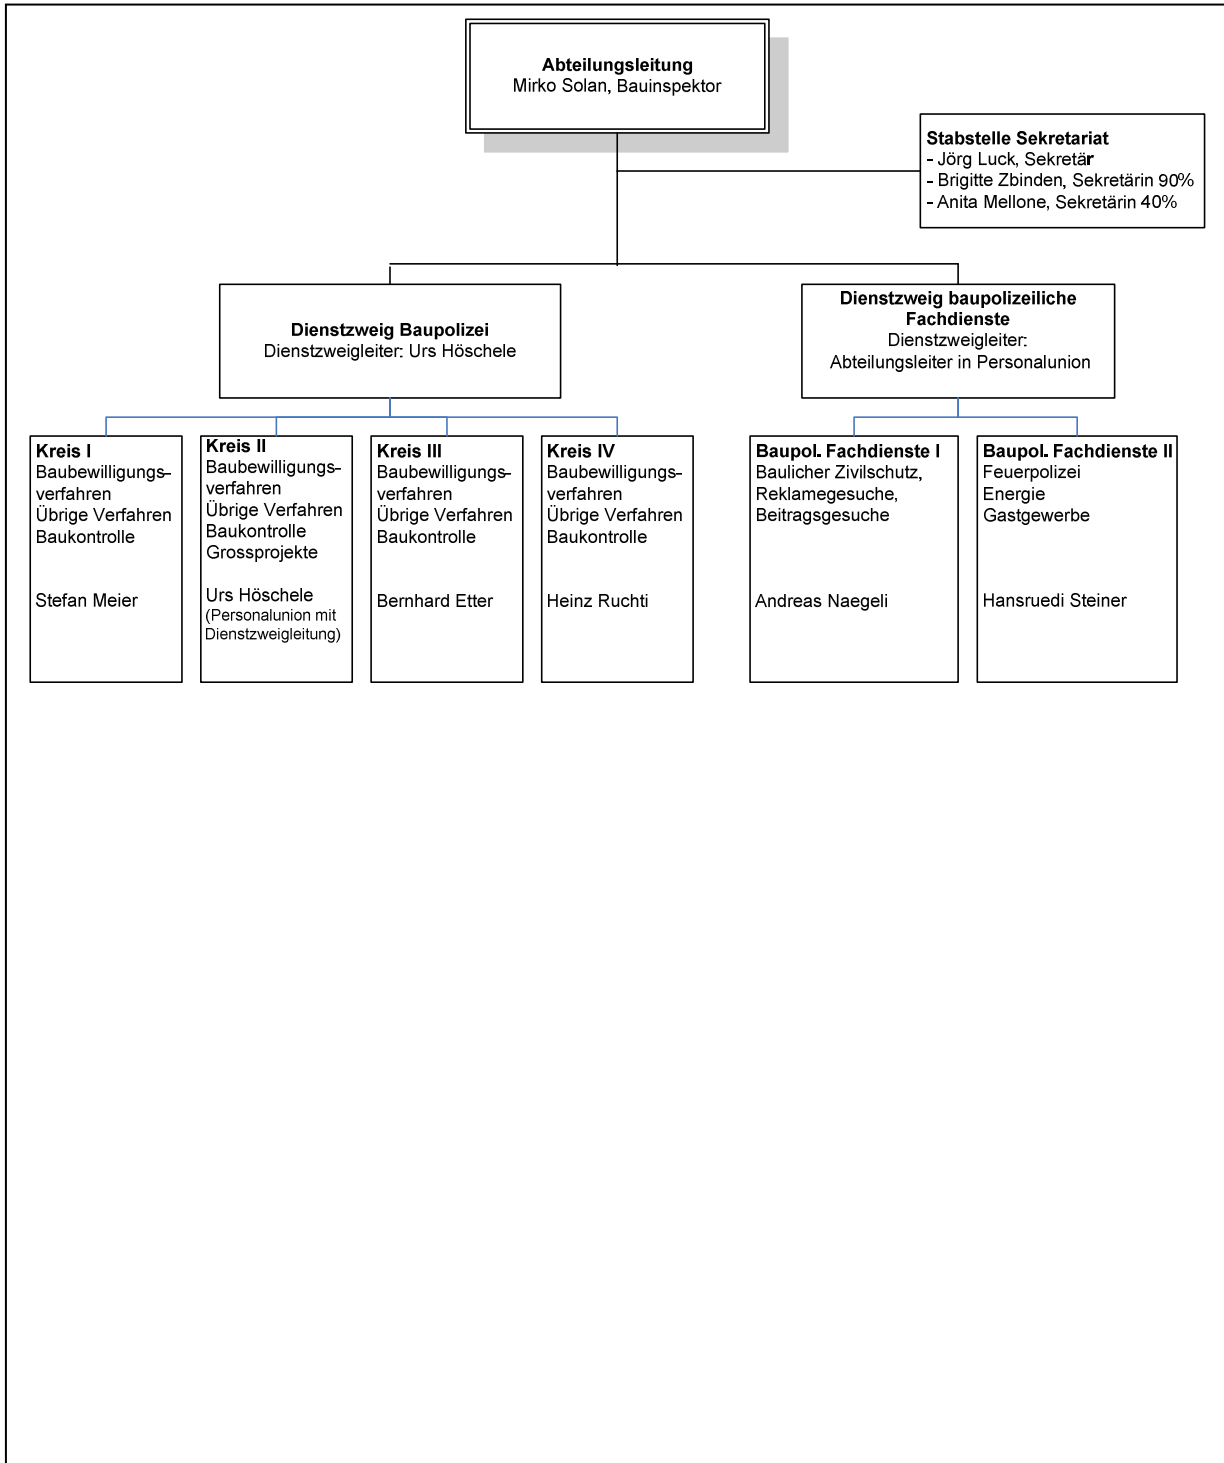 Abteilungsleitung
Mirko Solan, Bauinspektor
Stabstelle Sekretariat
- Jörg Luck, Sekretär
- Brigitte Zbinden, Sekretärin 90%
- Anita Mellone, Sekretärin 40%
Dienstzweig Baupolizei
Dienstzweigleiter: Urs Höschele
Dienstzweig baupolizeiliche
Fachdienste
Dienstzweigleiter:
Abteilungsleiter in Personalunion
Kreis I
Baubewilligungs-
verfahren
Übrige Verfahren
Baukontrolle
Stefan Meier
Kreis II
Baubewilligungs-
verfahren
Übrige Verfahren
Baukontrolle
Grossprojekte
Urs Höschele
(Personalunion mit
Dienstzweigleitung)
Kreis III
Baubewilligungs-
verfahren
Übrige Verfahren
Baukontrolle
Bernhard Etter
Kreis IV
Baubewilligungs-
verfahren
Übrige Verfahren
Baukontrolle
Heinz Ruchti
Baupol. Fachdienste I
Baulicher Zivilschutz,
Reklamegesuche,
Beitragsgesuche
Andreas Naegeli
Baupol. Fachdienste II
Feuerpolizei
Energie
Gastgewerbe
Hansruedi Steiner